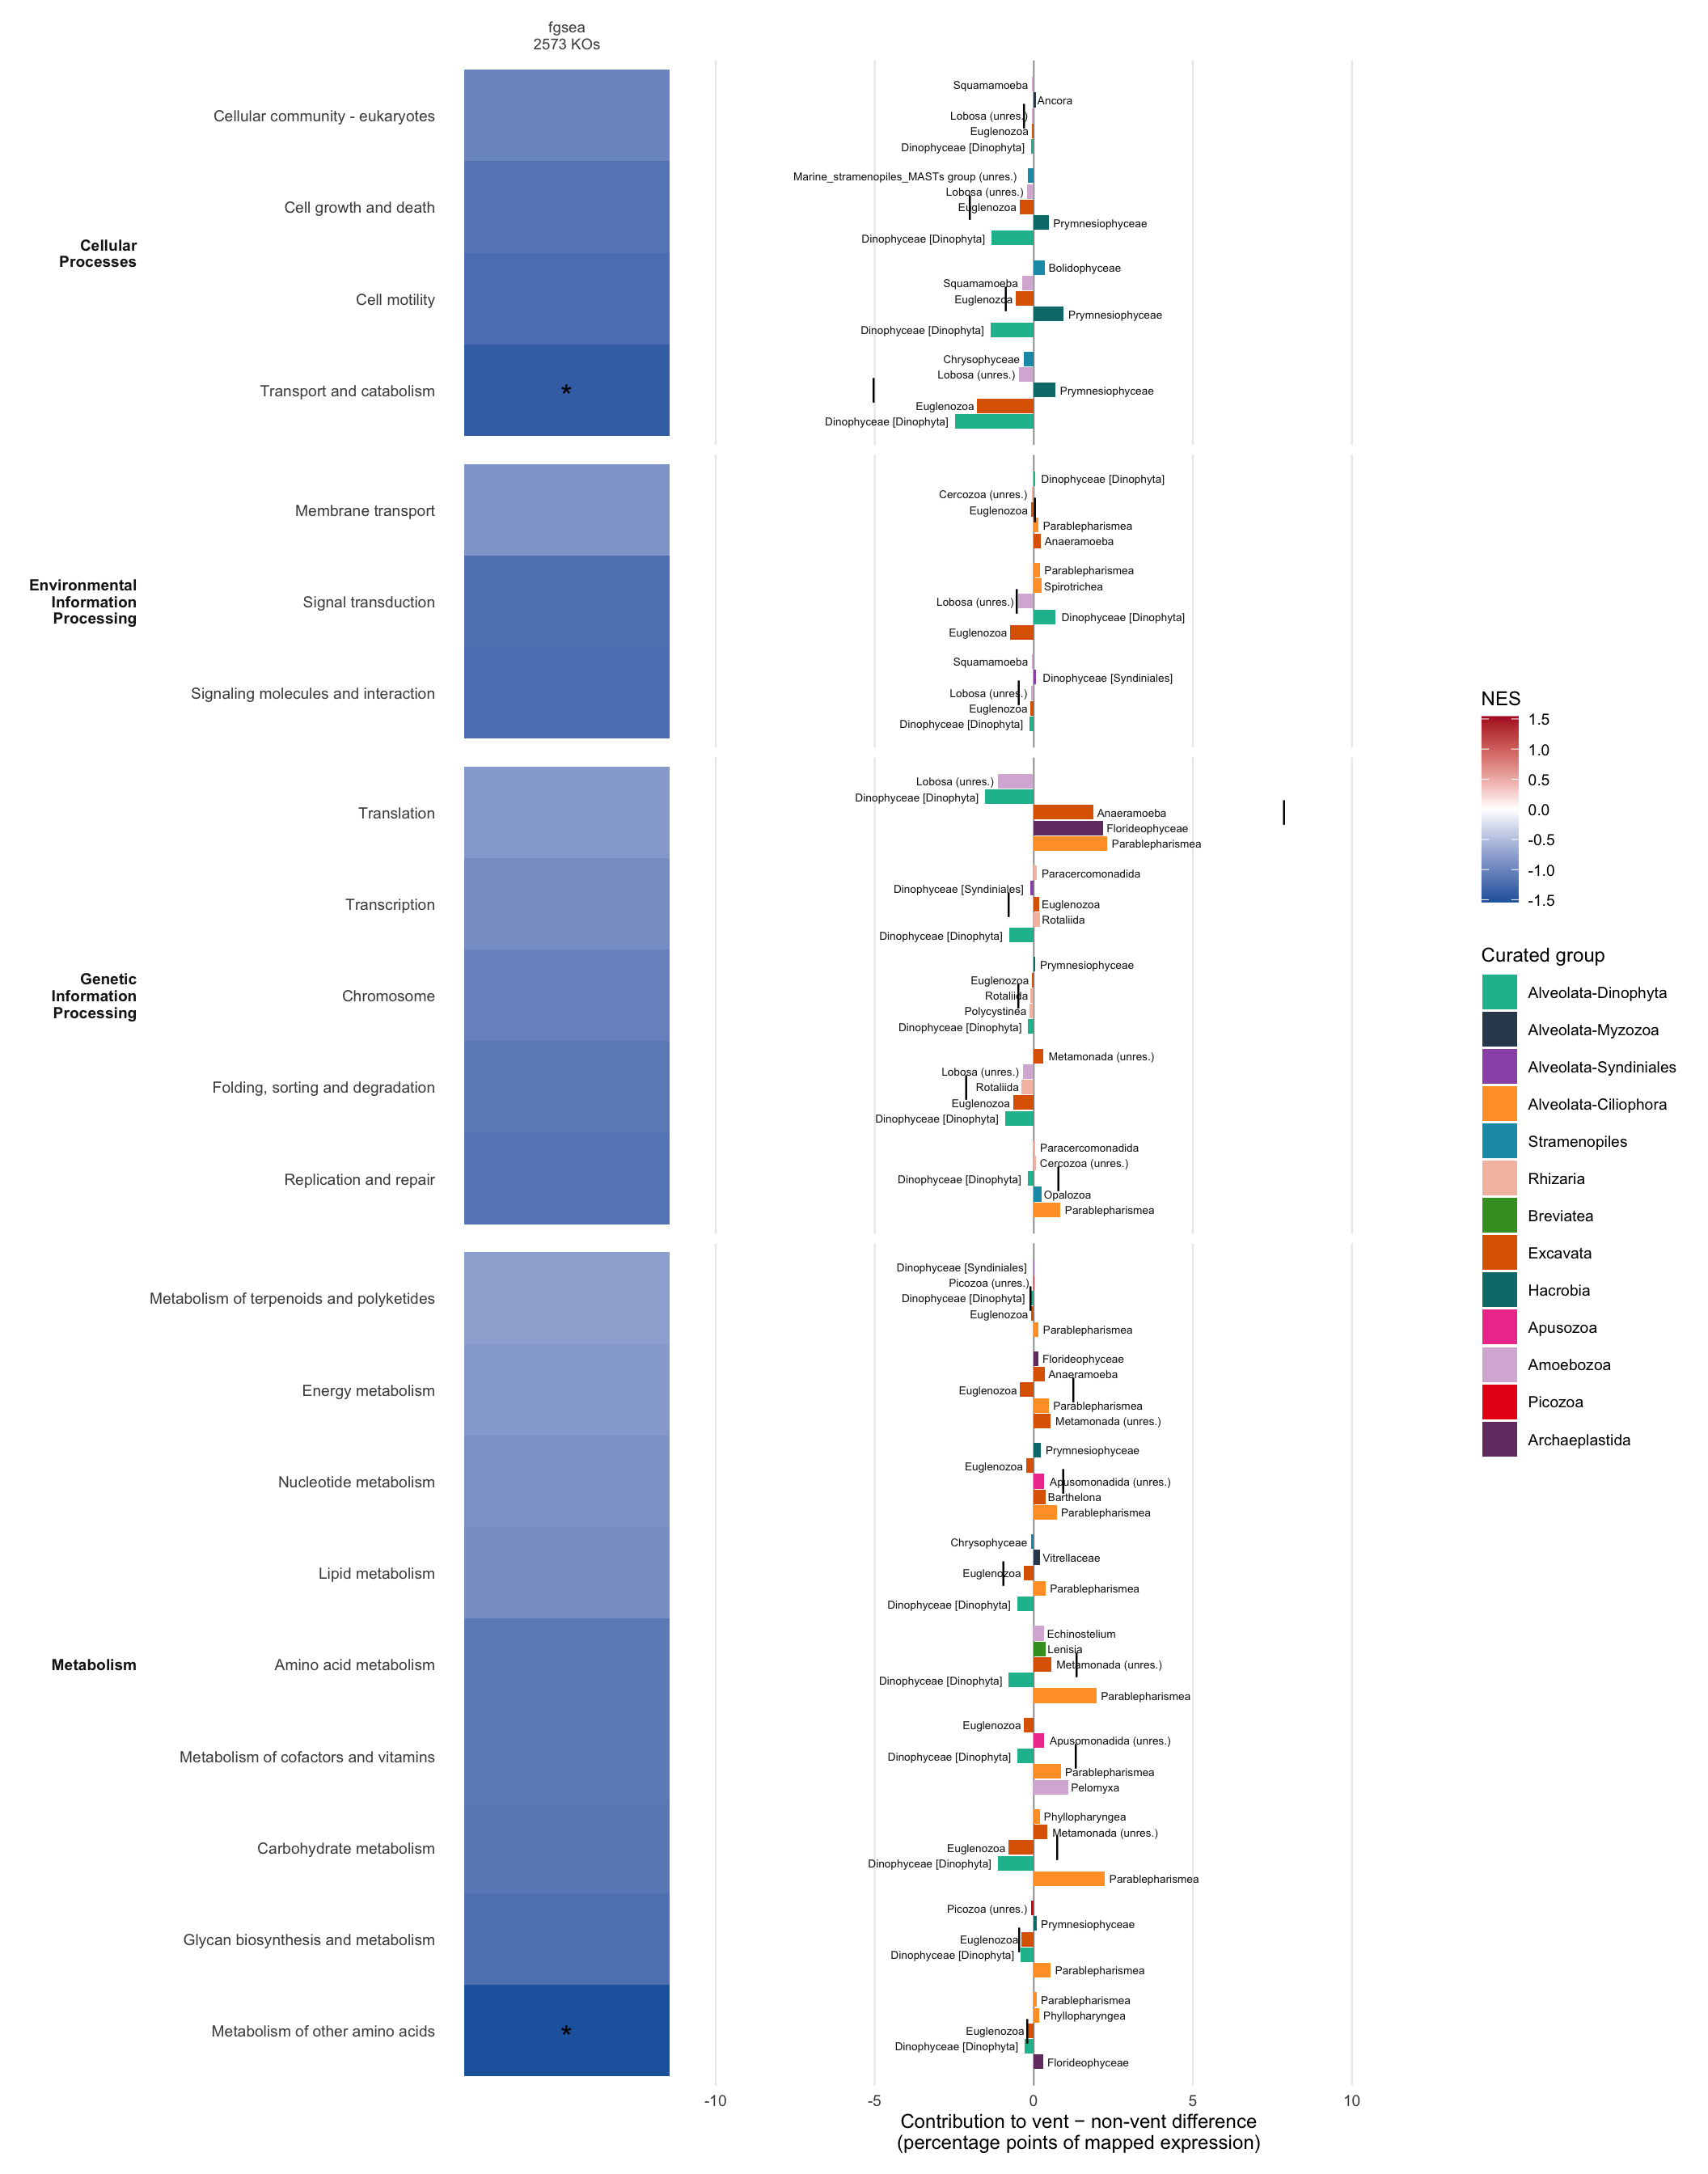 fgsea
2573 KOs
Cellular
Processes
Cellular community - eukaryotes
Squamamoeba
Ancora
Lobosa (unres.)
Euglenozoa
Dinophyceae [Dinophyta]
Cell growth and death
Marine_stramenopiles_MASTs group (unres.)
Lobosa (unres.)
Euglenozoa
Prymnesiophyceae
Dinophyceae [Dinophyta]
Cell motility
Bolidophyceae
Squamamoeba
Euglenozoa
Prymnesiophyceae
Dinophyceae [Dinophyta]
Transport and catabolism
*
Chrysophyceae
Lobosa (unres.)
Prymnesiophyceae
Euglenozoa
Dinophyceae [Dinophyta]
Environmental
Information
Processing
Membrane transport
Dinophyceae [Dinophyta]
Cercozoa (unres.)
Euglenozoa
Parablepharismea
Anaeramoeba
Signal transduction
Parablepharismea
Spirotrichea
Lobosa (unres.)
Dinophyceae [Dinophyta]
Euglenozoa
Signaling molecules and interaction
Squamamoeba
Dinophyceae [Syndiniales]
Lobosa (unres.)
Euglenozoa
Dinophyceae [Dinophyta]
Genetic
Information
Processing
Translation
Lobosa (unres.)
Dinophyceae [Dinophyta]
Anaeramoeba
Florideophyceae
Parablepharismea
Transcription
Paracercomonadida
Dinophyceae [Syndiniales]
Euglenozoa
Rotaliida
Dinophyceae [Dinophyta]
Chromosome
Prymnesiophyceae
Euglenozoa
Rotaliida
Polycystinea
Dinophyceae [Dinophyta]
Folding, sorting and degradation
Metamonada (unres.)
Lobosa (unres.)
Rotaliida
Euglenozoa
Dinophyceae [Dinophyta]
Replication and repair
Paracercomonadida
Cercozoa (unres.)
Dinophyceae [Dinophyta]
Opalozoa
Parablepharismea
Metabolism
Metabolism of terpenoids and polyketides
Dinophyceae [Syndiniales]
Picozoa (unres.)
Dinophyceae [Dinophyta]
Euglenozoa
Parablepharismea
Energy metabolism
Florideophyceae
Anaeramoeba
Euglenozoa
Parablepharismea
Metamonada (unres.)
Nucleotide metabolism
Prymnesiophyceae
Euglenozoa
Apusomonadida (unres.)
Barthelona
Parablepharismea
Lipid metabolism
Chrysophyceae
Vitrellaceae
Euglenozoa
Parablepharismea
Dinophyceae [Dinophyta]
Amino acid metabolism
Echinostelium
Lenisia
Metamonada (unres.)
Dinophyceae [Dinophyta]
Parablepharismea
Metabolism of cofactors and vitamins
Euglenozoa
Apusomonadida (unres.)
Dinophyceae [Dinophyta]
Parablepharismea
Pelomyxa
Carbohydrate metabolism
Phyllopharyngea
Metamonada (unres.)
Euglenozoa
Dinophyceae [Dinophyta]
Parablepharismea
Glycan biosynthesis and metabolism
Picozoa (unres.)
Prymnesiophyceae
Euglenozoa
Dinophyceae [Dinophyta]
Parablepharismea
Metabolism of other amino acids
*
Parablepharismea
Phyllopharyngea
Euglenozoa
Dinophyceae [Dinophyta]
Florideophyceae
-10 -5 0 5 10
Contribution to vent − non-vent difference
(percentage points of mapped expression)
NES
1.5
1.0
0.5
0.0
-0.5
-1.0
-1.5
Curated group
Alveolata-Dinophyta
Alveolata-Myzozoa
Alveolata-Syndiniales
Alveolata-Ciliophora
Stramenopiles
Rhizaria
Breviatea
Excavata
Hacrobia
Apusozoa
Amoebozoa
Picozoa
Archaeplastida